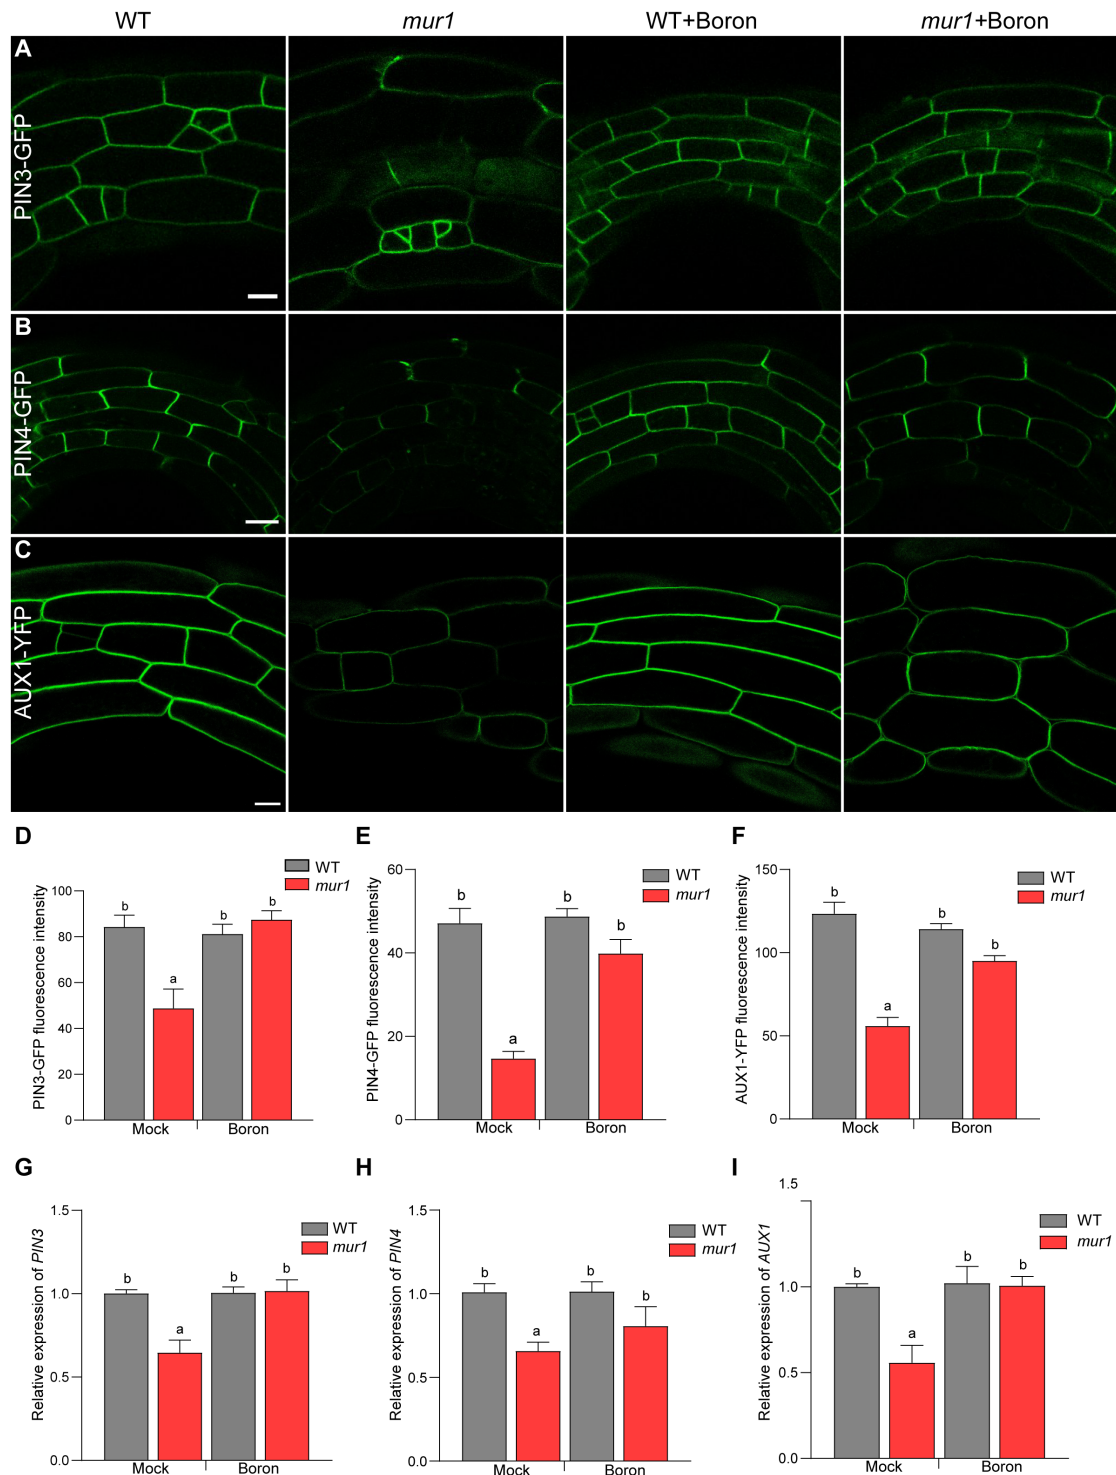 WT mur1 WT+Boron mur1+Boron
A
PIN3-GFP
B
PIN4-GFP
C
AUX1-YFP
D
PIN3-GFP fluorescence intensity
100
80
60
40
20
0
b
a
b
b
WT
mur1
Mock Boron
E
PIN4-GFP fluorescence intensity
60
40
20
0
b
a
b
b
WT
mur1
Mock Boron
F
AUX1-YFP fluorescence intensity
150
100
50
0
b
a
b
b
WT
mur1
Mock Boron
G
Relative expression of PIN3
1.5
1.0
0.5
0.0
b
a
b
b
WT
mur1
Mock Boron
H
Relative expression of PIN4
1.5
1.0
0.5
0.0
b
a
b
b
WT
mur1
Mock Boron
I
Relative expression of AUX1
1.5
1.0
0.5
0.0
b
a
b
b
WT
mur1
Mock Boron